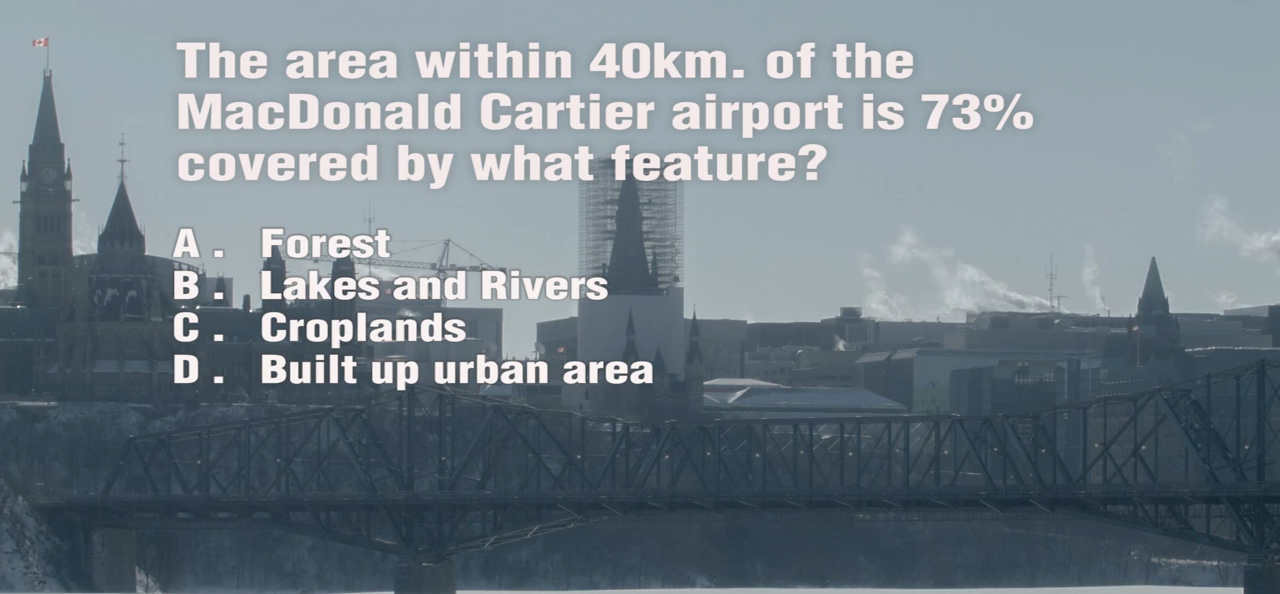 The area within 40km. of the
MacDonald Cartier airport is 73%
covered by what feature?
A . Forest
B . Lakes and Rivers
C . Croplands
D . Built up urban area